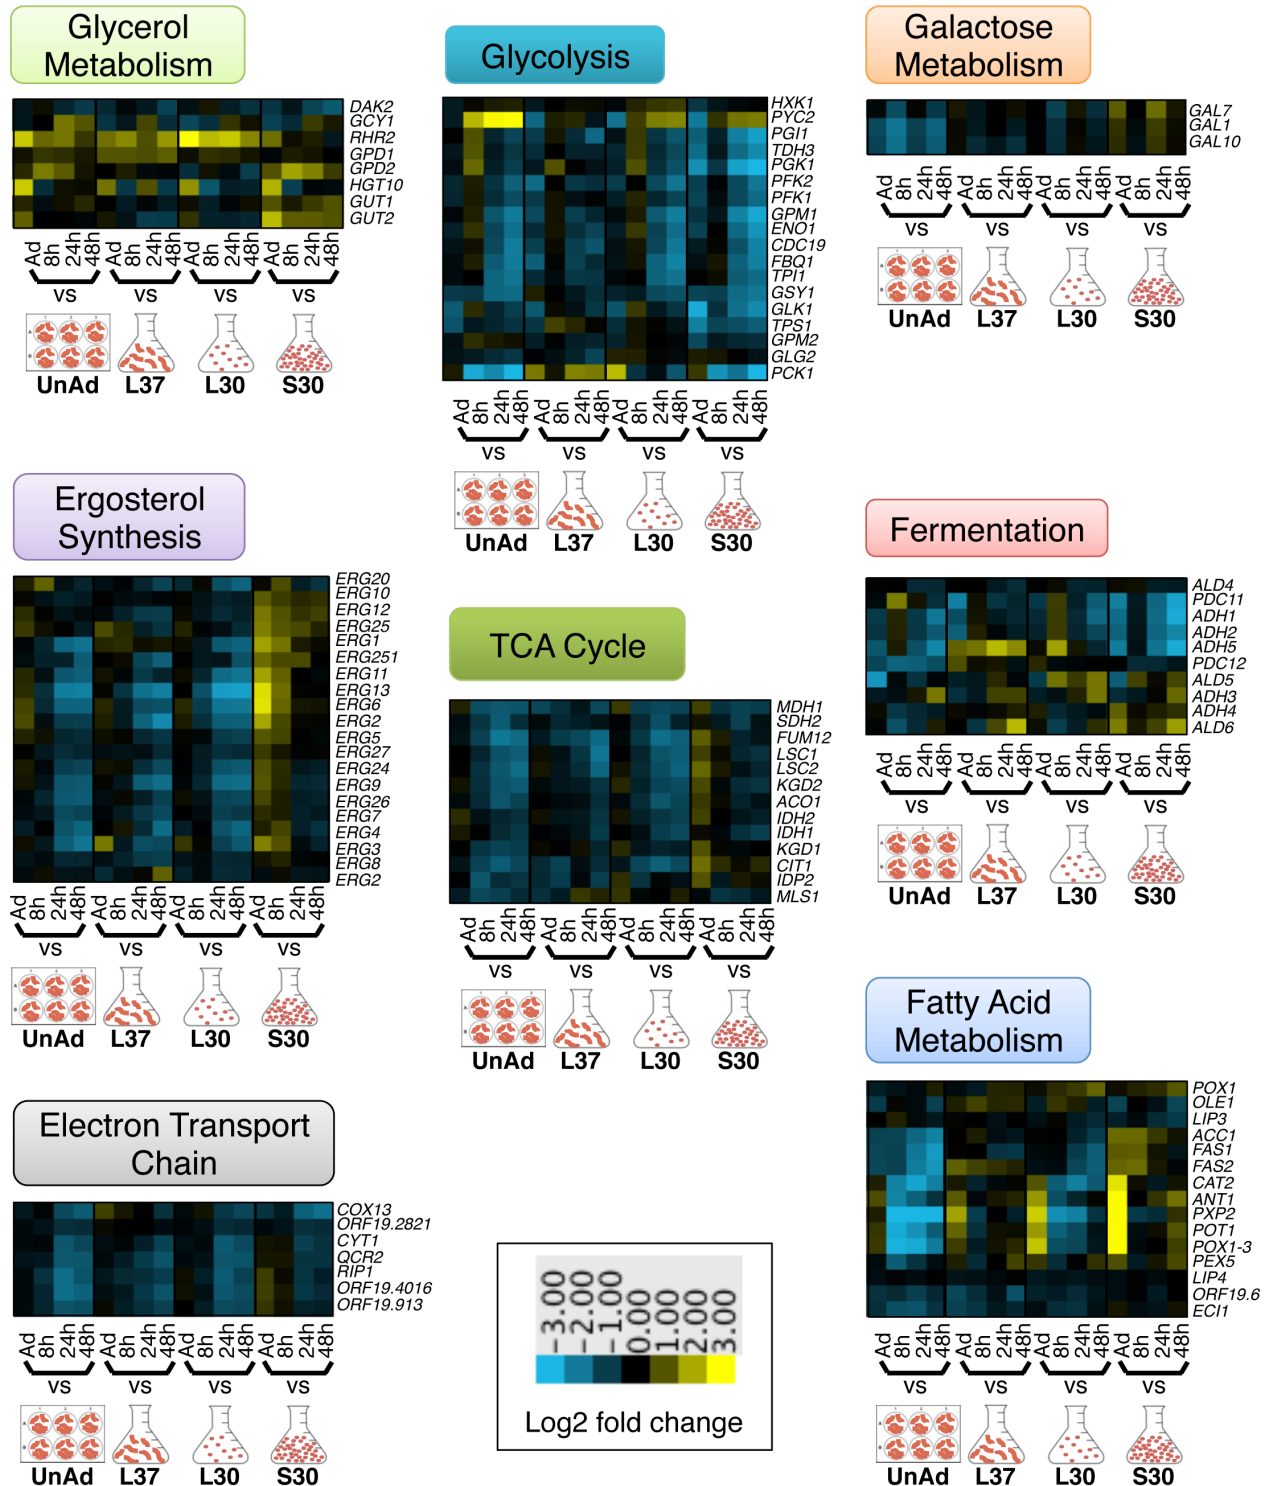 Glycerol
Metabolism
DAK2
GCY1
RHR2
GPD1
GPD2
HGT10
GUT1
GUT2
Ad 8h 24h 48h Ad 8h 24h 48h Ad 8h 24h 48h Ad 8h 24h 48h
vs vs vs vs
UnAd L37 L30 S30
Glycolysis
HXK1
PYC2
PGI1
TDH3
PGK1
PFK2
PFK1
GPM1
ENO1
CDC19
FBQ1
TPI1
GSY1
GLK1
TPS1
GPM2
GLG2
PCK1
Ad 8h 24h 48h Ad 8h 24h 48h Ad 8h 24h 48h Ad 8h 24h 48h
vs vs vs vs
UnAd L37 L30 S30
Galactose
Metabolism
GAL7
GAL1
GAL10
Ad 8h 24h 48h Ad 8h 24h 48h Ad 8h 24h 48h Ad 8h 24h 48h
vs vs vs vs
UnAd L37 L30 S30
Ergosterol
Synthesis
ERG20
ERG10
ERG12
ERG25
ERG1
ERG251
ERG11
ERG13
ERG6
ERG2
ERG5
ERG27
ERG24
ERG9
ERG26
ERG7
ERG4
ERG3
ERG8
ERG2
Ad 8h 24h 48h Ad 8h 24h 48h Ad 8h 24h 48h Ad 8h 24h 48h
vs vs vs vs
UnAd L37 L30 S30
TCA Cycle
MDH1
SDH2
FUM12
LSC1
LSC2
KGD2
ACO1
IDH2
IDH1
KGD1
CIT1
IDP2
MLS1
Ad 8h 24h 48h Ad 8h 24h 48h Ad 8h 24h 48h Ad 8h 24h 48h
vs vs vs vs
UnAd L37 L30 S30
Fermentation
ALD4
PDC11
ADH1
ADH2
ADH5
PDC12
ALD5
ADH3
ADH4
ALD6
Ad 8h 24h 48h Ad 8h 24h 48h Ad 8h 24h 48h Ad 8h 24h 48h
vs vs vs vs
UnAd L37 L30 S30
Electron Transport
Chain
COX13
ORF19.2821
CYT1
QCR2
RIP1
ORF19.4016
ORF19.913
Ad 8h 24h 48h Ad 8h 24h 48h Ad 8h 24h 48h Ad 8h 24h 48h
vs vs vs vs
UnAd L37 L30 S30
−3.00 −2.00 −1.00 0.00 1.00 2.00 3.00
Log2 fold change
Fatty Acid
Metabolism
POX1
OLE1
LIP3
ACC1
FAS1
FAS2
CAT2
ANT1
PXP2
POT1
POX1-3
PEX5
LIP4
ORF19.6
ECI1
Ad 8h 24h 48h Ad 8h 24h 48h Ad 8h 24h 48h Ad 8h 24h 48h
vs vs vs vs
UnAd L37 L30 S30